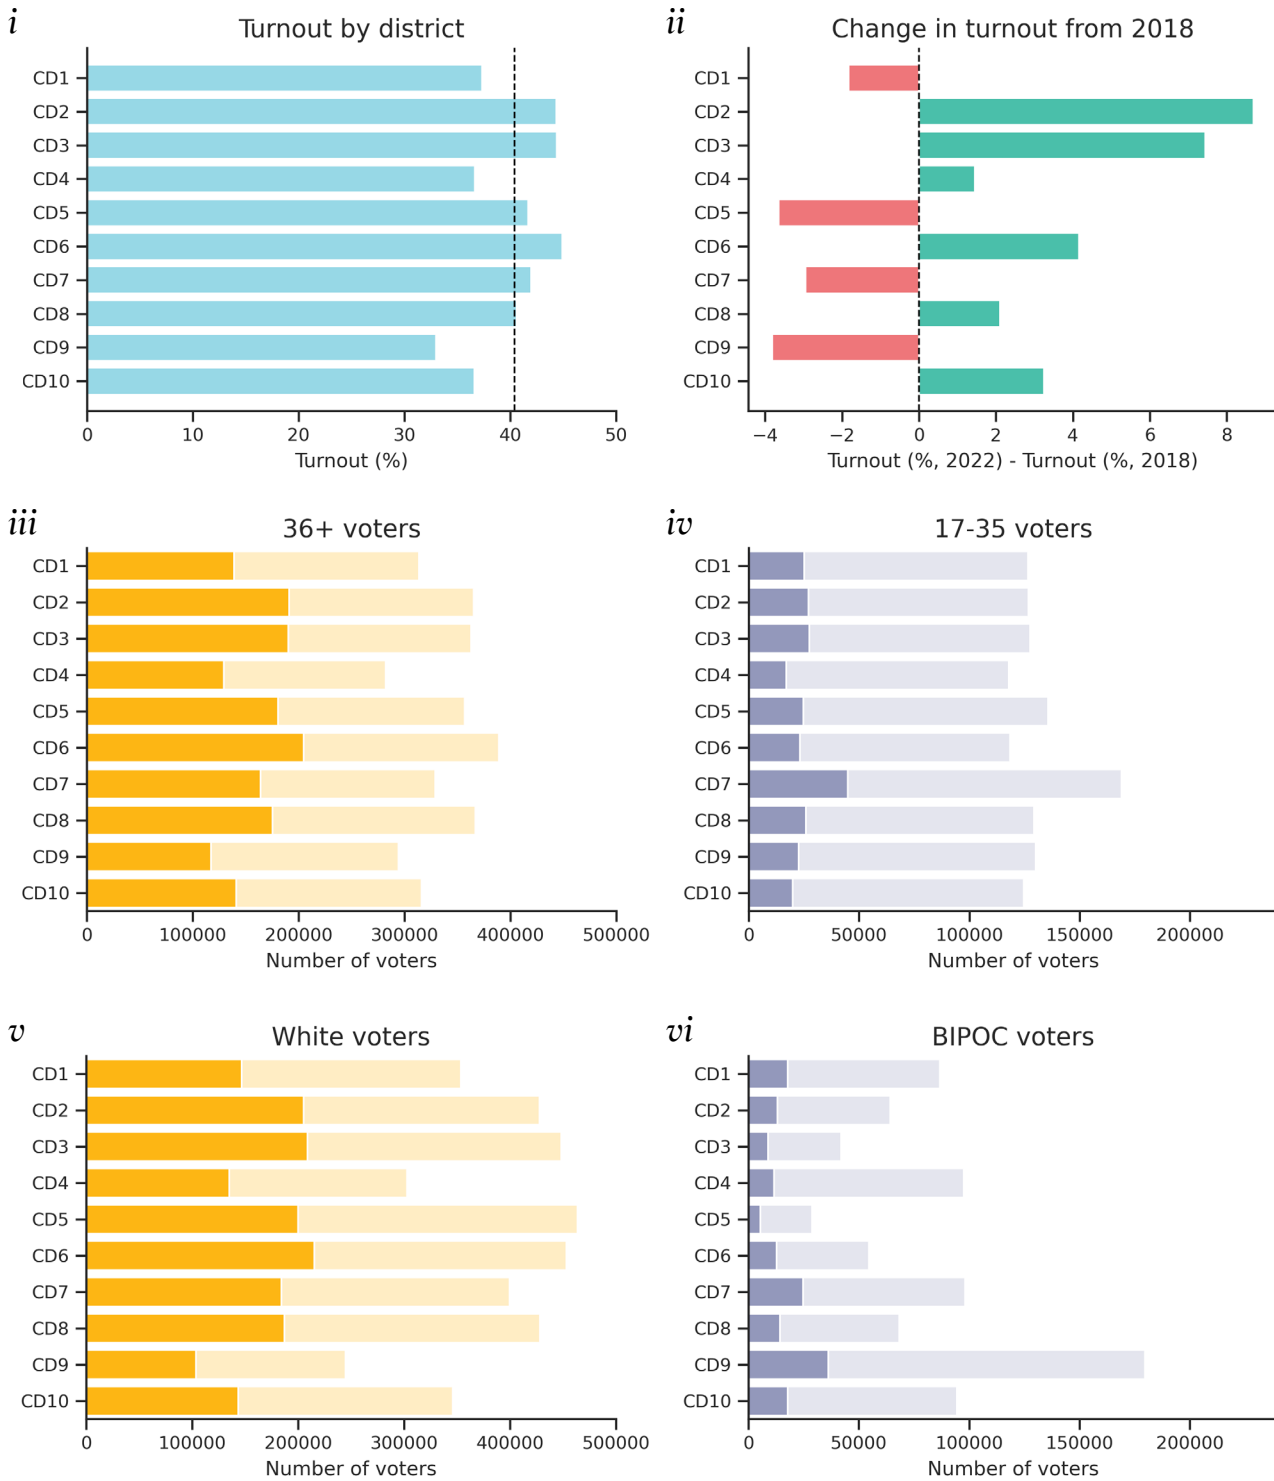 i
Turnout by district
CD1
CD2
CD3
CD4
CD5
CD6
CD7
CD8
CD9
CD10
0 10 20 30 40 50
Turnout (%)
ii
Change in turnout from 2018
CD1
CD2
CD3
CD4
CD5
CD6
CD7
CD8
CD9
CD10
−4 −2 0 2 4 6 8
Turnout (%, 2022) - Turnout (%, 2018)
iii
36+ voters
CD1
CD2
CD3
CD4
CD5
CD6
CD7
CD8
CD9
CD10
0 100000 200000 300000 400000 500000
Number of voters
iv
17-35 voters
CD1
CD2
CD3
CD4
CD5
CD6
CD7
CD8
CD9
CD10
0 50000 100000 150000 200000
Number of voters
v
White voters
CD1
CD2
CD3
CD4
CD5
CD6
CD7
CD8
CD9
CD10
0 100000 200000 300000 400000 500000
Number of voters
vi
BIPOC voters
CD1
CD2
CD3
CD4
CD5
CD6
CD7
CD8
CD9
CD10
0 50000 100000 150000 200000
Number of voters